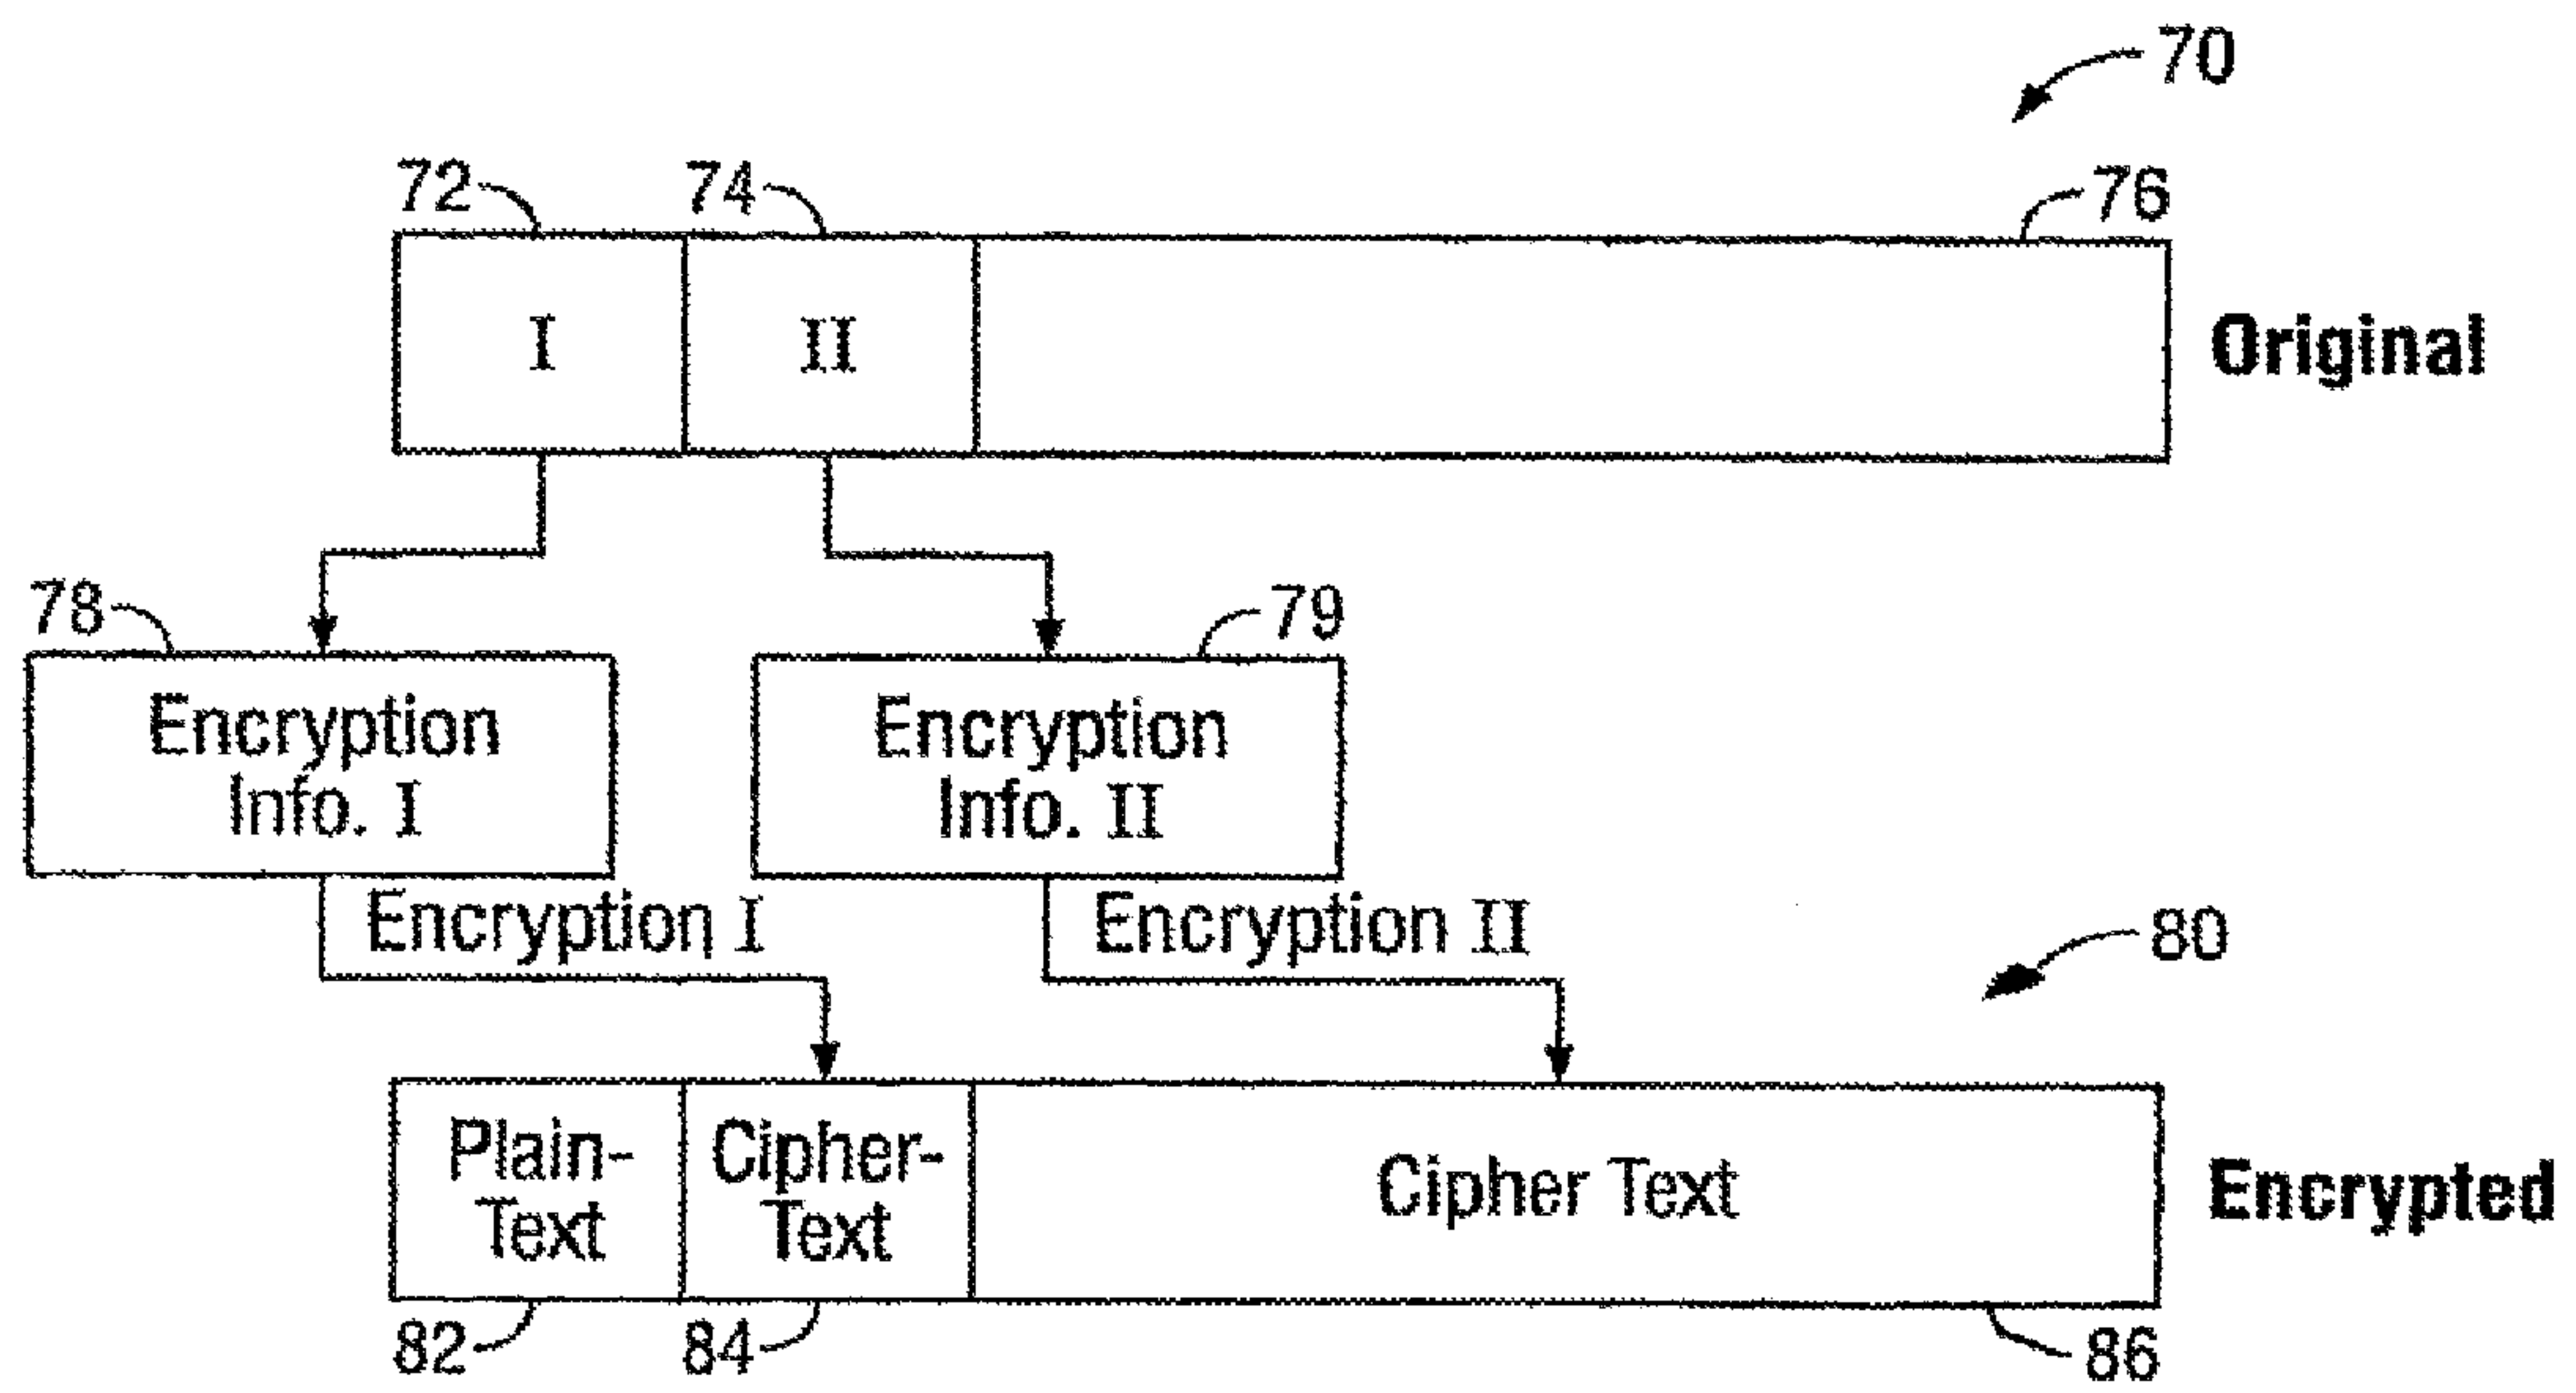 70
72
74
76
I
II
Original
78
79
Encryption
Info. I
Encryption
Info. II
Encryption I
Encryption II
80
Plain-
Text
Cipher-
Text
Cipher Text
Encrypted
82
84
86